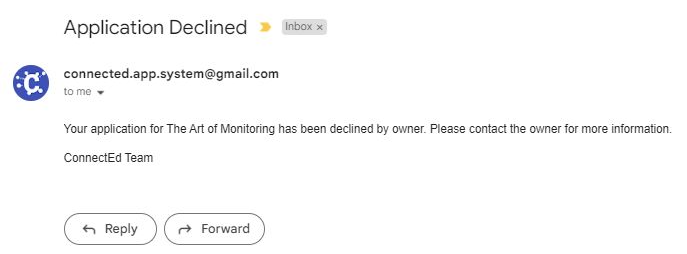 Application Declined Inbox x
C
connected.app.system@gmail.com
to me
Your application for The Art of Monitoring has been declined by owner. Please contact the owner for more information.
ConnectEd Team
Reply Forward